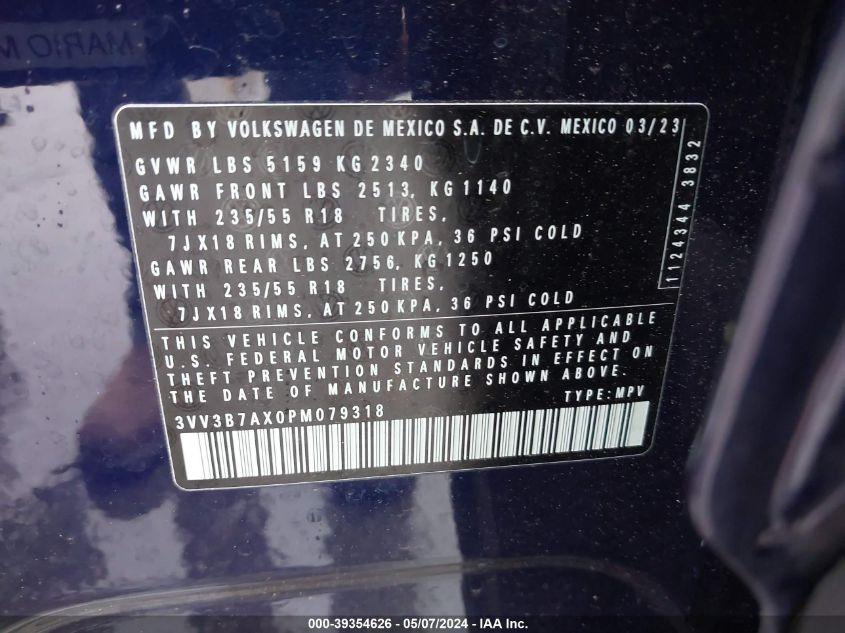 MARIO M
MFD BY VOLKSWAGEN DE MEXICO S.A. DE C.V. MEXICO 03/23
GVWR LBS 5159 KG 2340
GAWR FRONT LBS 2513, KG 1140
WITH 235/55 R18 TIRES,
7JX18 RIMS, AT 250 KPA, 36 PSI COLD
GAWR REAR LBS 2756, KG 1250
WITH 235/55 R18 TIRES,
7JX18 RIMS, AT 250 KPA, 36 PSI COLD
1124344 3832
THIS VEHICLE CONFORMS TO ALL APPLICABLE
U.S. FEDERAL MOTOR VEHICLE SAFETY AND
THEFT PREVENTION STANDARDS IN EFFECT ON
THE DATE OF MANUFACTURE SHOWN ABOVE.
TYPE: MPV
3VV3B7AX0PM079318
000-39354626 - 05/07/2024 - IAA Inc.